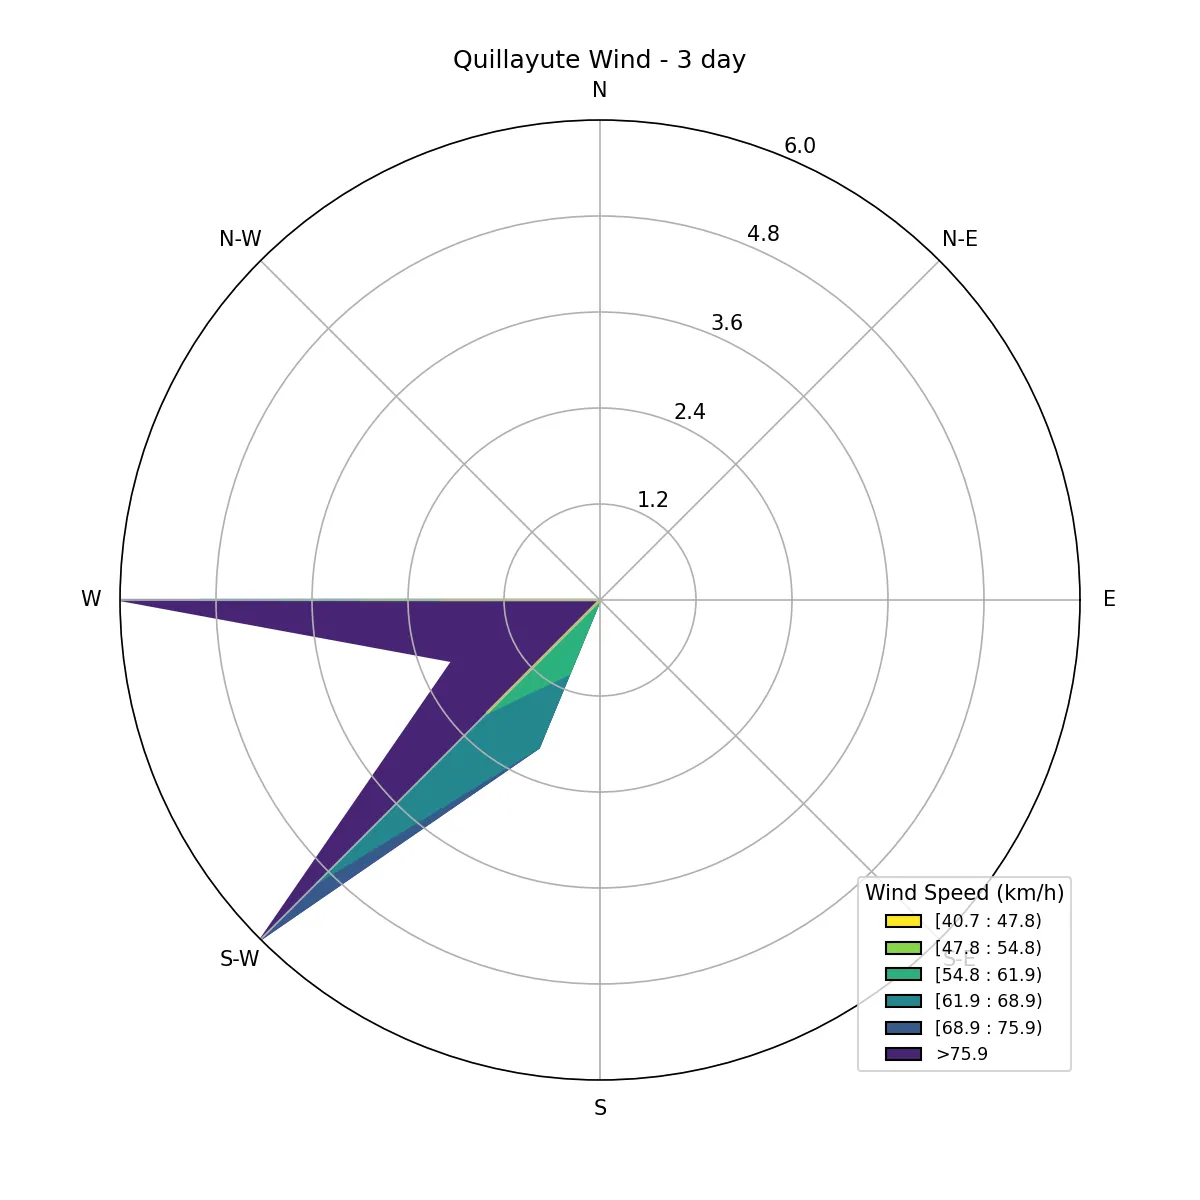 Quillayute Wind - 3 day
N
6.0
N-W
N-E
4.8
3.6
2.4
1.2
W
E
S-W
S-E
S
Wind Speed (km/h)
[40.7 : 47.8)
[47.8 : 54.8)
[54.8 : 61.9)
[61.9 : 68.9)
[68.9 : 75.9)
>75.9